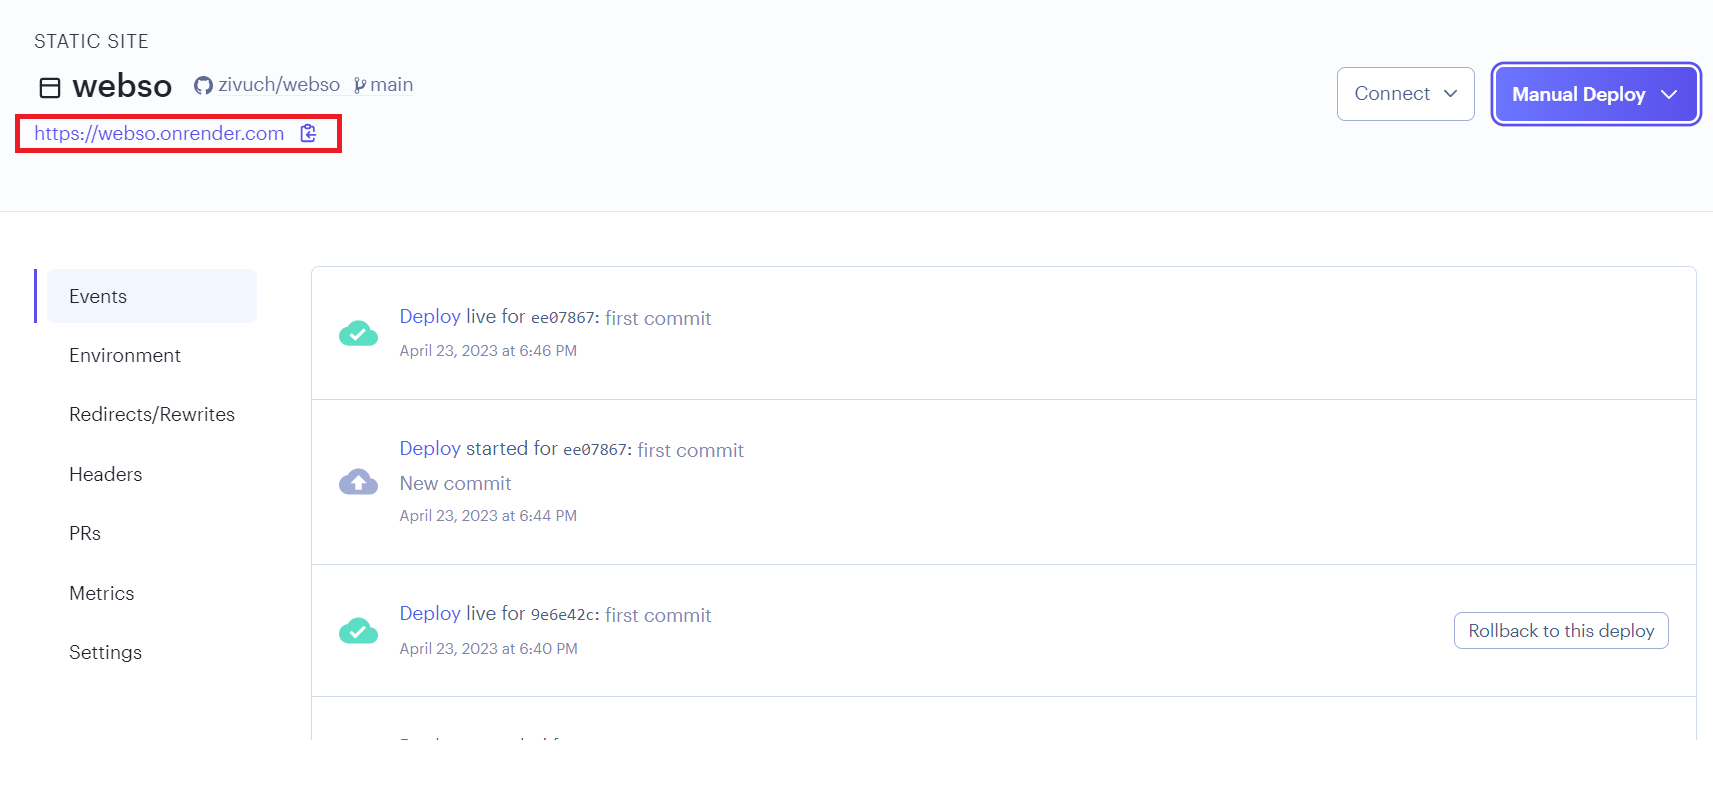 STATIC SITE
webso zivuch/webso main
https://webso.onrender.com
Connect
Manual Deploy
Events
Environment
Redirects/Rewrites
Headers
PRs
Metrics
Settings
Deploy live for ee07867: first commit
April 23, 2023 at 6:46 PM
Deploy started for ee07867: first commit
New commit
April 23, 2023 at 6:44 PM
Deploy live for 9e6e42c: first commit
April 23, 2023 at 6:40 PM
Rollback to this deploy